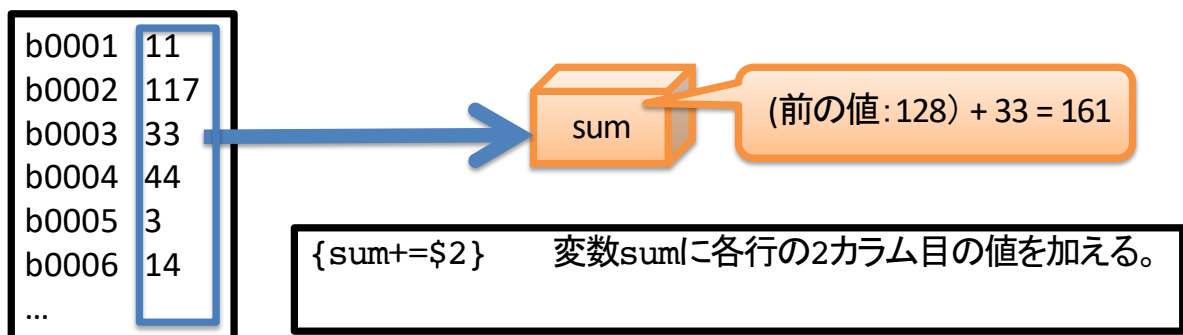 b0001 11
b0002 117
b0003 33
b0004 44
b0005 3
b0006 14
…
sum
(前の値：128） + 33 = 161
{sum+=$2} 変数sumに各行の2カラム目の値を加える。